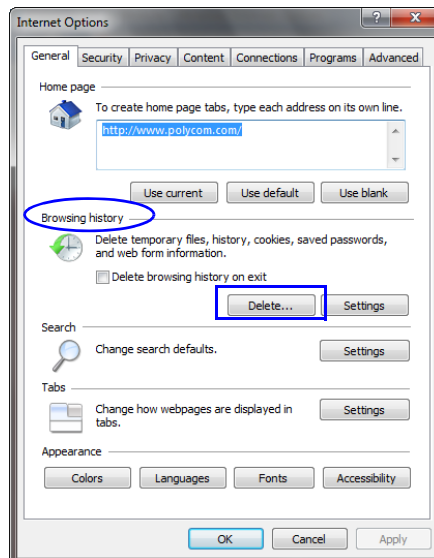 Internet Options
?
X
General Security Privacy Content Connections Programs Advanced
Home page
To create home page tabs, type each address on its own line.
http://www.polycom.com/
Use current Use default Use blank
Browsing history
Delete temporary files, history, cookies, saved passwords,
and web form information.
Delete browsing history on exit
Delete... Settings
Search
Change search defaults. Settings
Tabs
Change how webpages are displayed in Settings
tabs.
Appearance
Colors Languages Fonts Accessibility
OK Cancel Apply